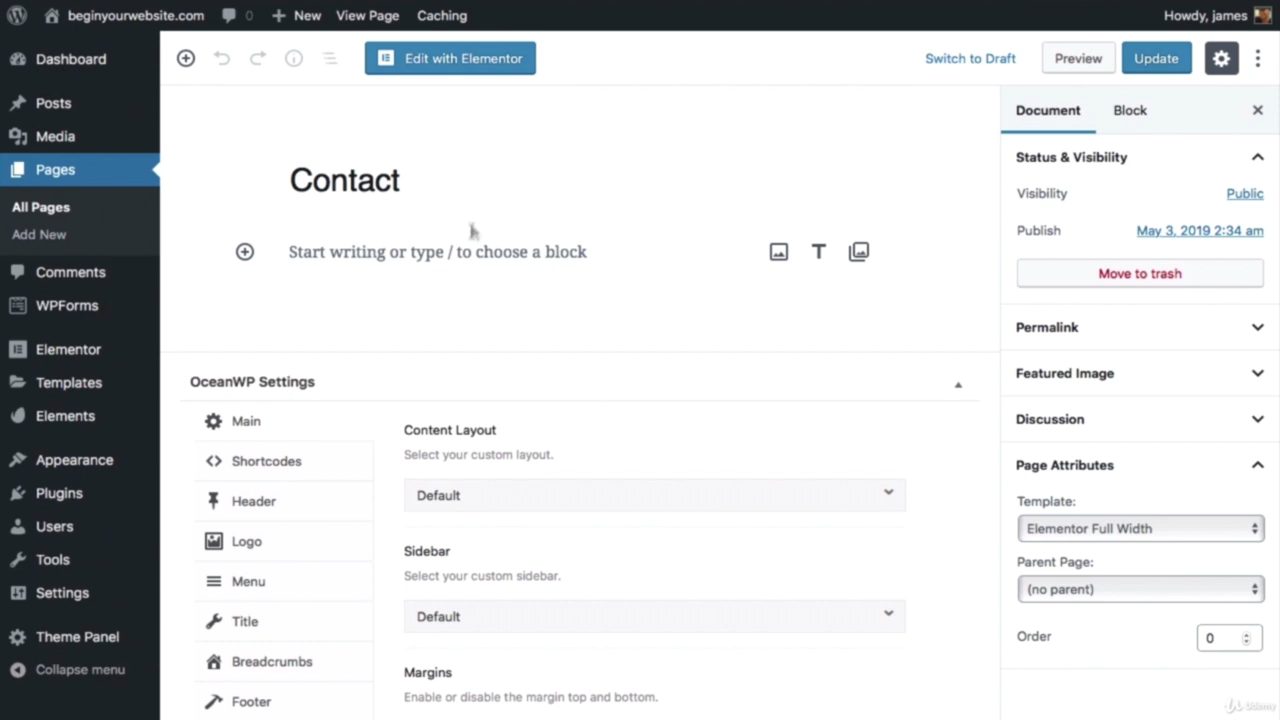 beginyourwebsite.com 0 New View Page Caching Howdy, james
Dashboard
Posts
Media
Pages
All Pages
Add New
Comments
WPForms
Elementor
Templates
Elements
Appearance
Plugins
Users
Tools
Settings
Theme Panel
Collapse menu
Edit with Elementor Switch to Draft Preview Update
Contact
Start writing or type / to choose a block
OceanWP Settings
Main
Shortcodes
Header
Logo
Menu
Title
Breadcrumbs
Footer
Content Layout
Select your custom layout.
Default
Sidebar
Select your custom sidebar.
Default
Margins
Enable or disable the margin top and bottom.
Document Block
Status & Visibility
Visibility Public
Publish May 3, 2019 2:34 am
Move to trash
Permalink
Featured Image
Discussion
Page Attributes
Template:
Elementor Full Width
Parent Page:
(no parent)
Order 0
Udemy